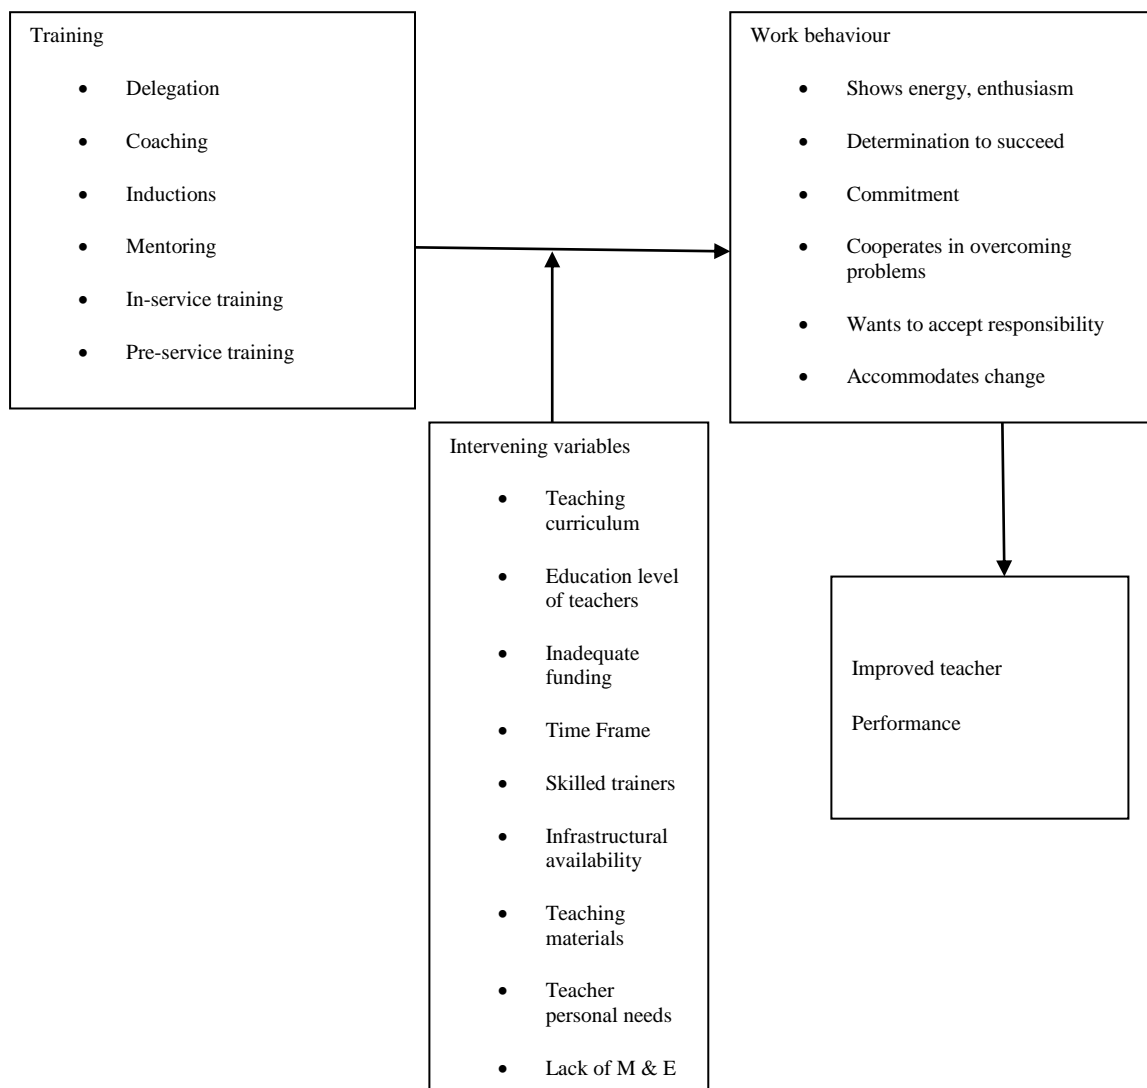 Training
• Delegation
• Coaching
• Inductions
• Mentoring
• In-service training
• Pre-service training
Work behaviour
• Shows energy, enthusiasm
• Determination to succeed
• Commitment
• Cooperates in overcoming
problems
• Wants to accept responsibility
• Accommodates change
Intervening variables
• Teaching
curriculum
• Education level
of teachers
• Inadequate
funding
• Time Frame
• Skilled trainers
• Infrastructural
availability
• Teaching
materials
• Teacher
personal needs
• Lack of M & E
Improved teacher
Performance